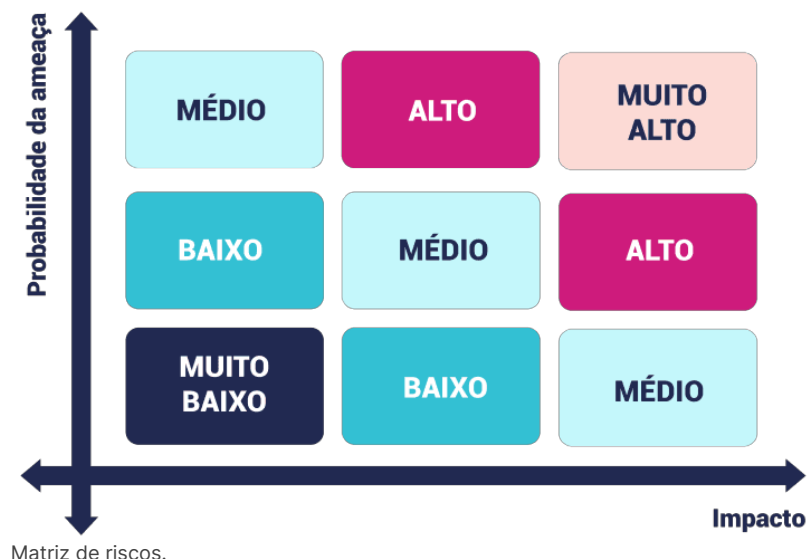 Probabilidade da ameaça
MÉDIO
ALTO
MUITO
ALTO
BAIXO
MÉDIO
ALTO
MUITO
BAIXO
BAIXO
MÉDIO
Impacto
Matriz de riscos.